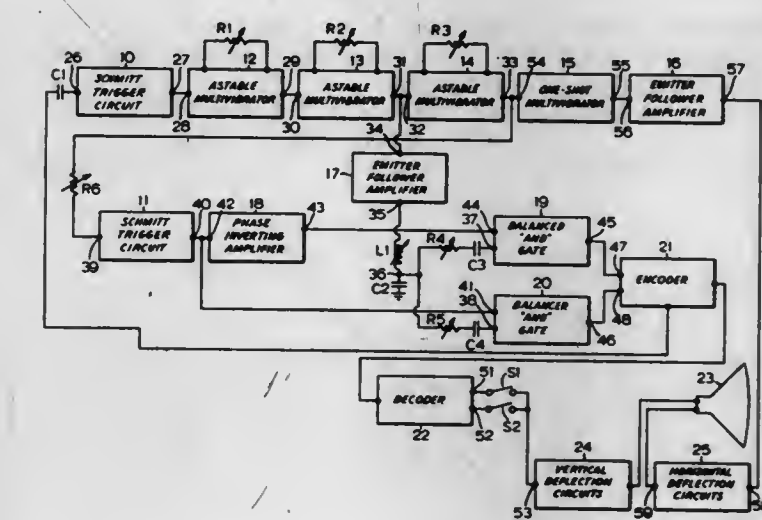 R1
R2
R3
10
12
13
14
15
16
26
C1
SCHMITT
TRIGGER
CIRCUIT
27
ASTABLE
MULTIVIBRATOR
29
ASTABLE
MULTIVIBRATOR
31
ASTABLE
MULTIVIBRATOR
33
54
ONE-SHOT
MULTIVIBRATOR
55
EMITTER
FOLLOWER
AMPLIFIER
57
28
30
32
56
34
17
EMITTER
FOLLOWER
AMPLIFIER
35
R6
11
SCHMITT
TRIGGER
CIRCUIT
39
40
42
18
PHASE
INVERTING
AMPLIFIER
43
19
44
37
BALANCED
"AND"
GATE
45
R4
C3
L1
36
C2
20
41
38
BALANCER
"AND"
GATE
46
R5
C4
21
47
48
ENCODER
DECODER
22
51
52
S1
S2
23
24
VERTICAL
DEFLECTION
CIRCUITS
53
25
HORIZONTAL
DEFLECTION
CIRCUITS